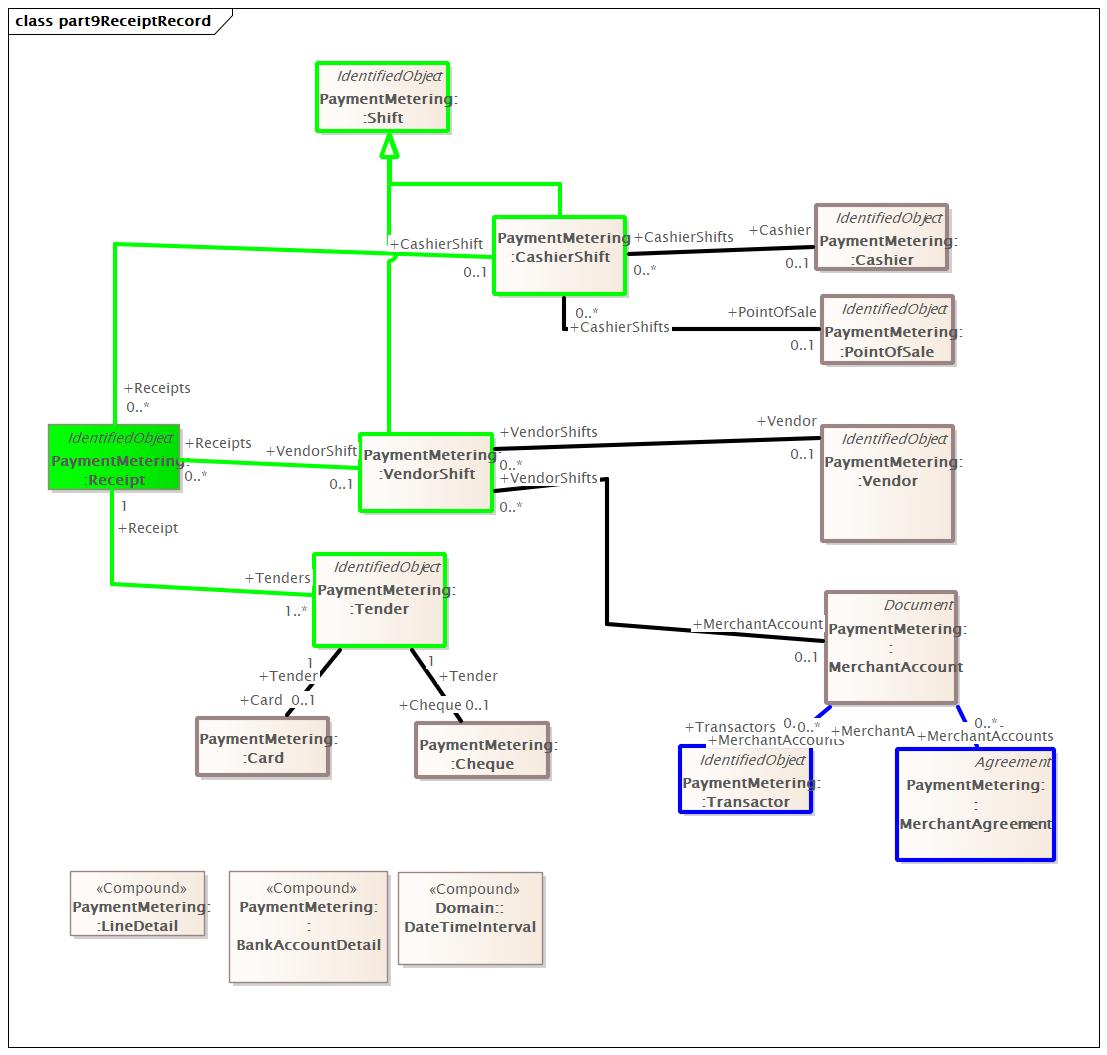 class part9ReceiptRecord
IdentifiedObject
PaymentMetering:
:Shift
+CashierShift
0..1
PaymentMetering:
:CashierShift
+CashierShifts
0..*
+Cashier
0..1
IdentifiedObject
PaymentMetering:
:Cashier
0..*
+CashierShifts
+PointOfSale
0..1
IdentifiedObject
PaymentMetering:
:PointOfSale
+Receipts
0..*
IdentifiedObject
PaymentMetering:
:Receipt
+Receipts
0..*
+VendorShift
0..1
PaymentMetering:
:VendorShift
+VendorShifts
0..*
+VendorShifts
0..*
+Vendor
0..1
IdentifiedObject
PaymentMetering:
:Vendor
1
+Receipt
+Tenders
1..*
IdentifiedObject
PaymentMetering:
:Tender
+MerchantAccount
0..1
Document
PaymentMetering:
:
MerchantAccount
1
+Tender
1
+Tender
+Card 0..1
+Cheque 0..1
PaymentMetering:
:Card
PaymentMetering:
:Cheque
+Transactors 0..
0..*
+MerchantAccounts
+MerchantA
0..*
+MerchantAccounts
IdentifiedObject
PaymentMetering:
:Transactor
Agreement
PaymentMetering:
:
MerchantAgreement
«Compound»
PaymentMetering:
:LineDetail
«Compound»
PaymentMetering:
:
BankAccountDetail
«Compound»
Domain::
DateTimeInterval